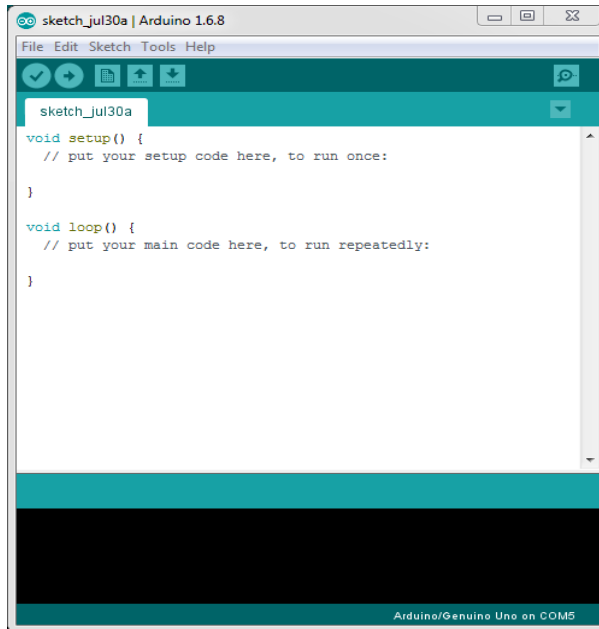 sketch_jul30a | Arduino 1.6.8
File Edit Sketch Tools Help
sketch_jul30a
void setup() {
  // put your setup code here, to run once:
}
void loop() {
  // put your main code here, to run repeatedly:
}
Arduino/Genuino Uno on COM5